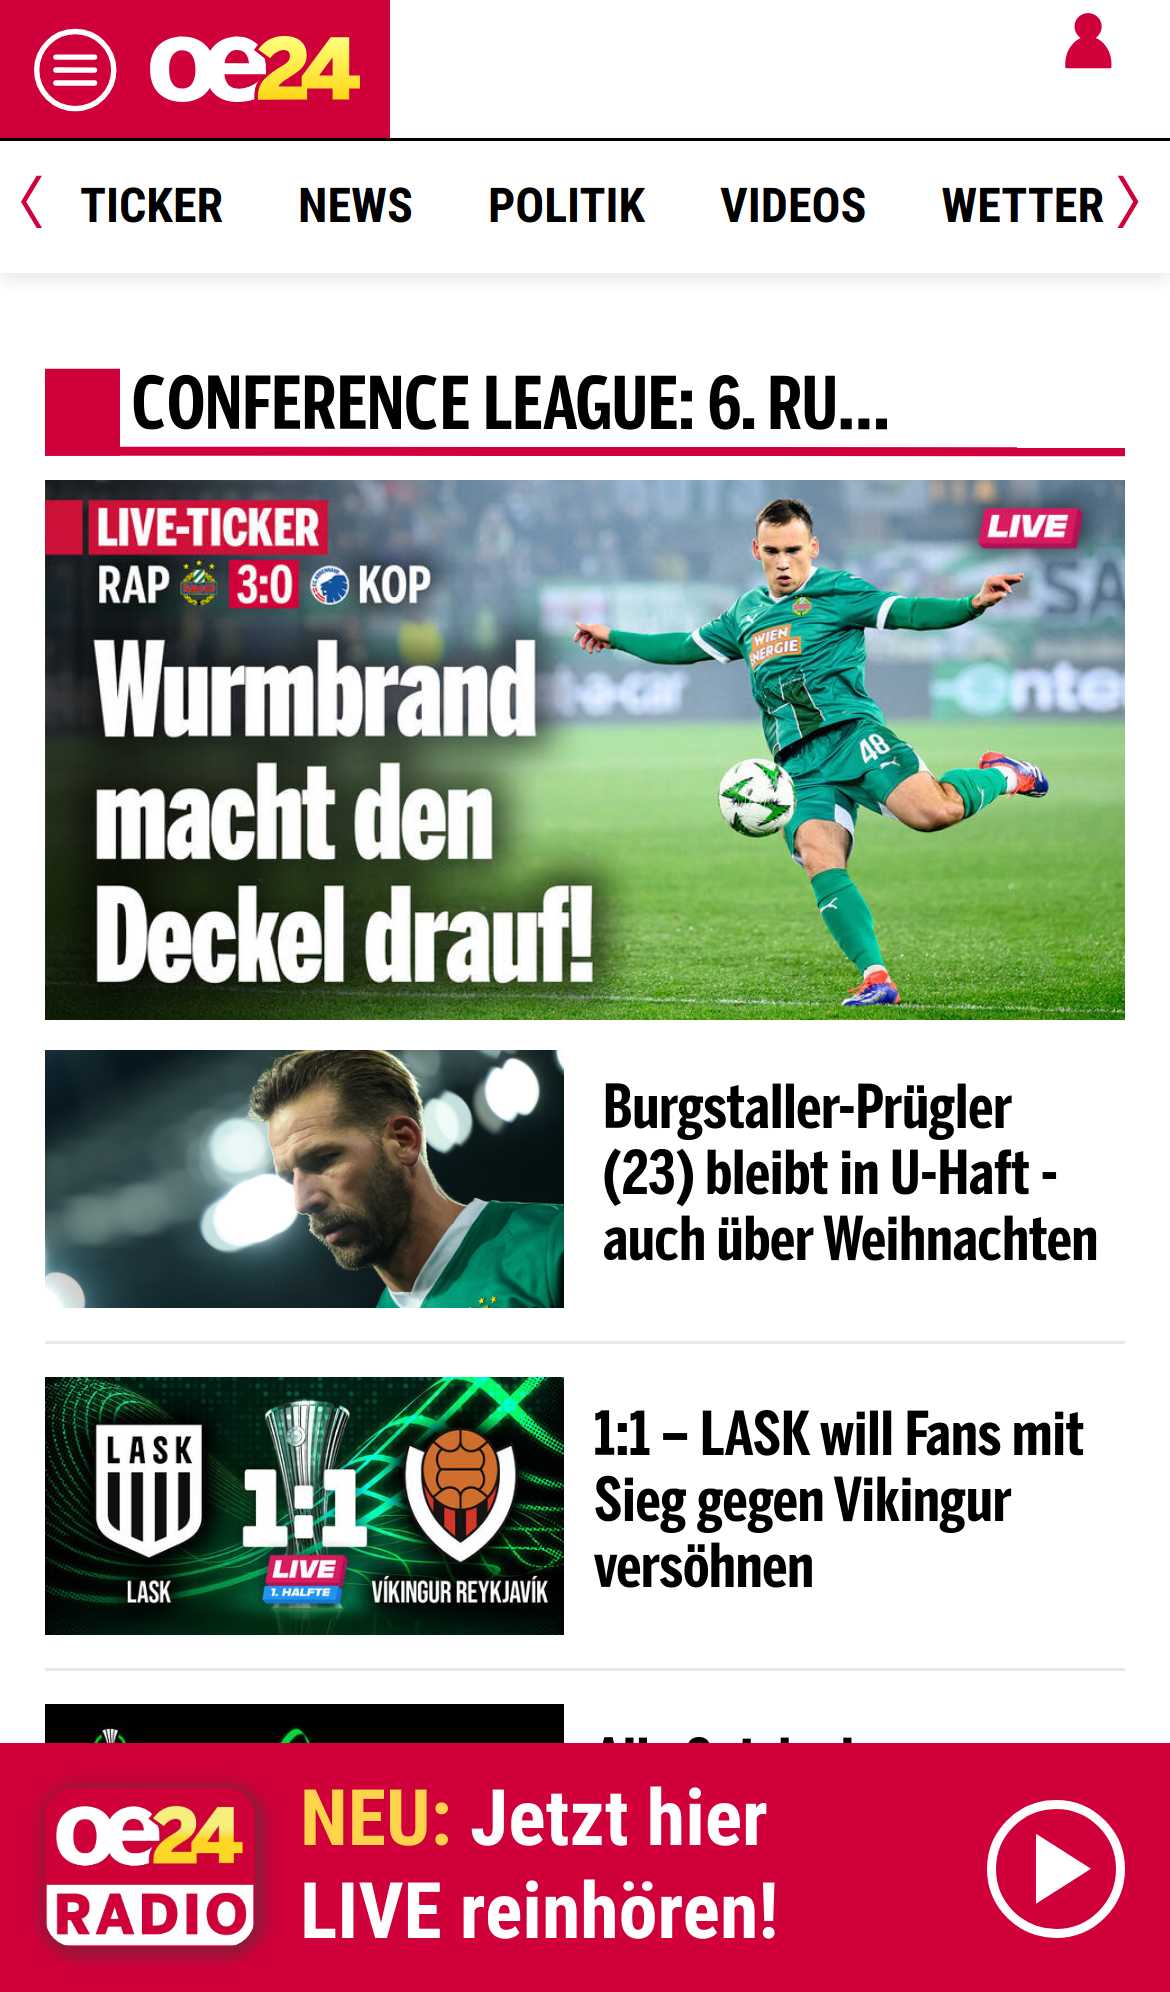 oe24
TICKER NEWS POLITIK VIDEOS WETTER
CONFERENCE LEAGUE: 6. RU...
LIVE-TICKER
LIVE
RAP 3:0 KOP
Wurmbrand
macht den
Deckel drauf!
WIEN
ENERGIE
48
Burgstaller-Prügler
(23) bleibt in U-Haft -
auch über Weihnachten
LASK
1:1
LIVE
1. HALFTE
LASK
VÍKINGUR REYKJAVÍK
1:1 – LASK will Fans mit
Sieg gegen Vikingur
versöhnen
oe24
RADIO
NEU: Jetzt hier
LIVE reinhören!